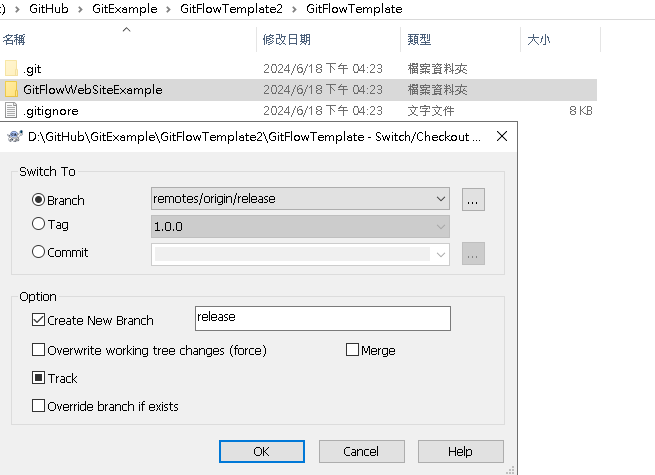 ) > GitHub > GitExample > GitFlowTemplate2 > GitFlowTemplate
名稱 修改日期 類型 大小
.git 2024/6/18 下午 04:23 檔案資料夾
GitFlowWebSiteExample 2024/6/18 下午 04:23 檔案資料夾
.gitignore 2024/6/18 下午 04:23 文字文件 8 KB
D:\GitHub\GitExample\GitFlowTemplate2\GitFlowTemplate - Switch/Checkout ...
Switch To
Branch remotes/origin/release ...
Tag 1.0.0
Commit ...
Option
Create New Branch release
Overwrite working tree changes (force) Merge
Track
Override branch if exists
OK Cancel Help